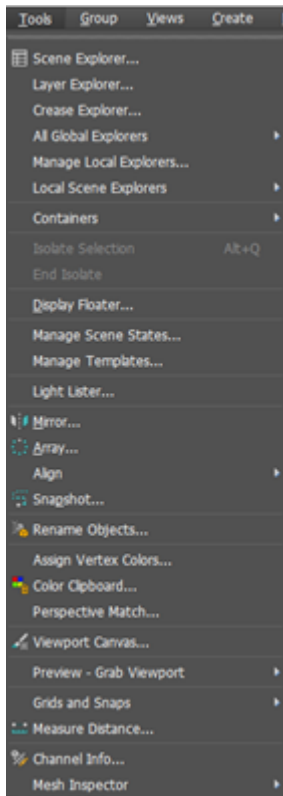 Tools Group Views Create
Scene Explorer...
Layer Explorer...
Crease Explorer...
All Global Explorers
Manage Local Explorers...
Local Scene Explorers
Containers
Isolate Selection Alt+Q
End Isolate
Display Floater...
Manage Scene States...
Manage Templates...
Light Lister...
Mirror...
Array...
Align
Snapshot...
Rename Objects...
Assign Vertex Colors...
Color Clipboard...
Perspective Match...
Viewport Canvas...
Preview - Grab Viewport
Grids and Snaps
Measure Distance...
Channel Info...
Mesh Inspector